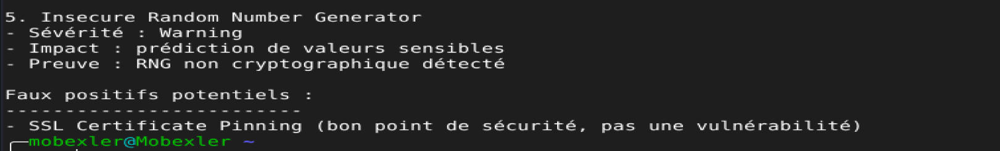 5. Insecure Random Number Generator
- Sévérité : Warning
- Impact : prédiction de valeurs sensibles
- Preuve : RNG non cryptographique détecté
Faux positifs potentiels :
-------------------------
- SSL Certificate Pinning (bon point de sécurité, pas une vulnérabilité)
mobexler@Mobexler ~